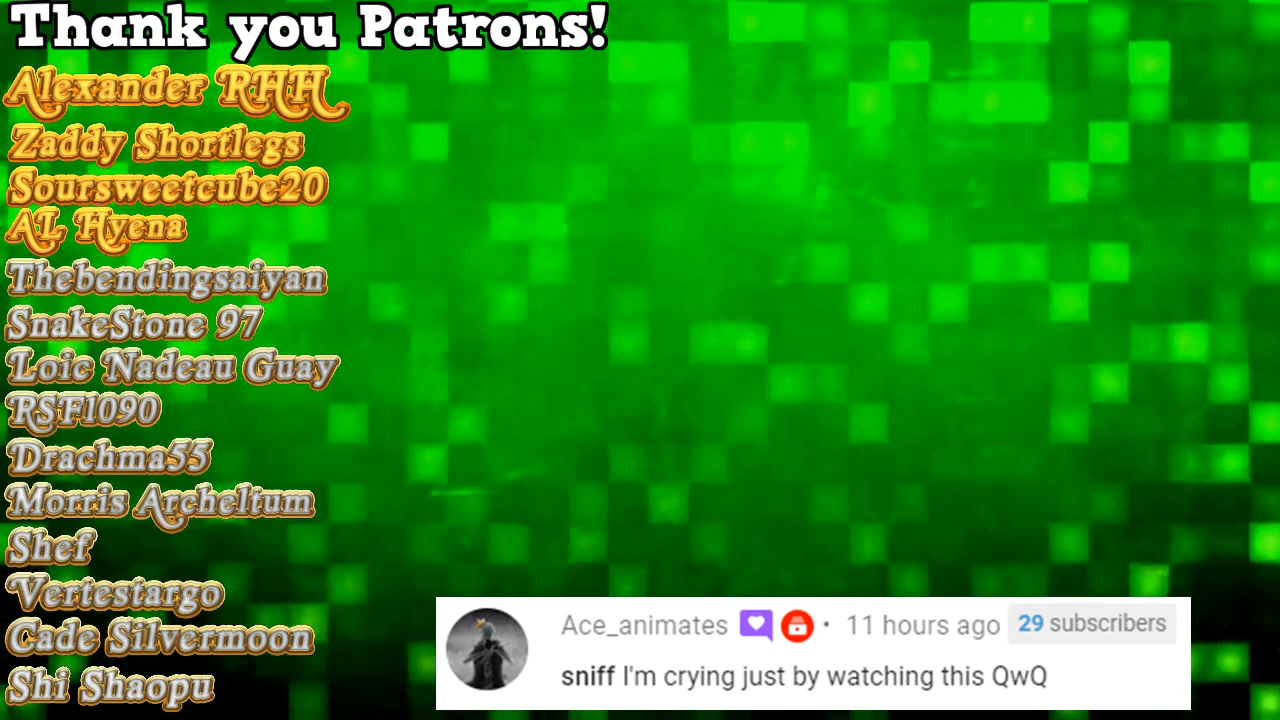 Thank you Patrons!
Alexander RHH
Zaddy Shortlegs
Soursweetcube20
AL Hyena
Thebendingsaiyan
SnakeStone 97
Loic Nadeau Guay
RSF1090
Drachma55
Morris Archeltum
Shef
Vertestargo
Cade Silvermoon
Shi Shaopu
Ace_animates • 11 hours ago 29 subscribers
sniff I'm crying just by watching this QwQ